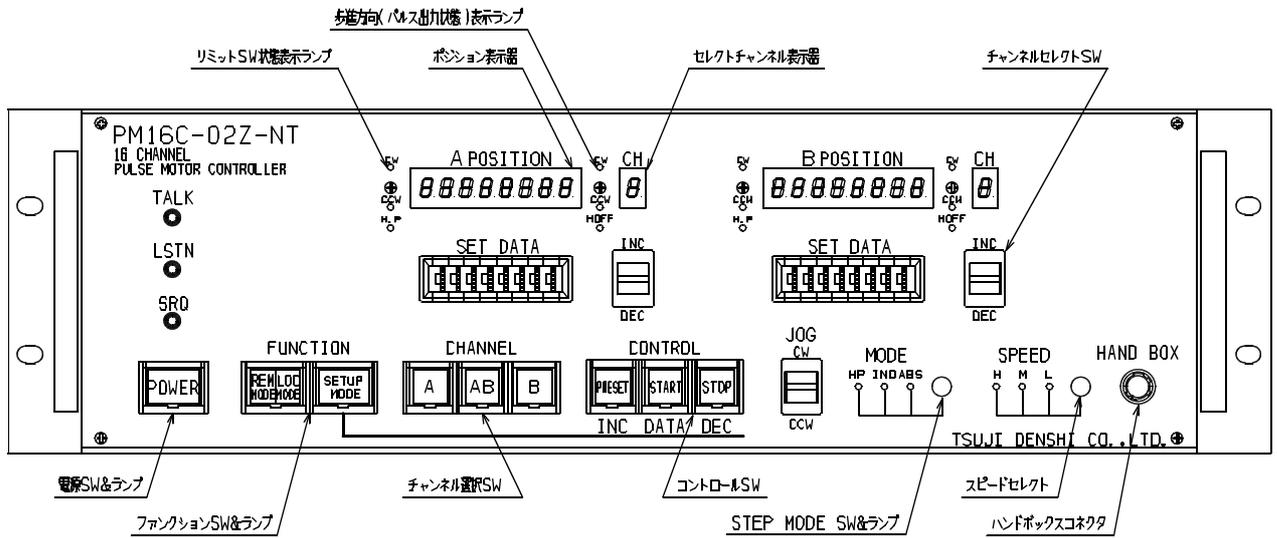 歩進方向(パルス出力状態)表示ランプ
リミットSW状態表示ランプ
ポジション表示器
セレクトチャンネル表示器
チャンネルセレクトSW
PM16C-02Z-NT
16 CHANNEL
PULSE MOTOR CONTROLLER
CW
A POSITION
CW
CH
CW
B POSITION
CW
CH
88888888
8
88888888
8
CCW
CCW
CCW
CCW
H.P
HOFF
H.P
HOFF
TALK
LSTN
SRQ
SET DATA
INC
DEC
SET DATA
INC
DEC
FUNCTION
CHANNEL
CONTROL
JOG
CW
CCW
MODE
HP IND ABS
SPEED
H M L
HAND BOX
POWER
REM MODE
LOC MODE
SETUP MODE
A
AB
B
PRESET
START
STOP
INC DATA DEC
TSUJI DENSHI CO.,LTD.
電源SW&ランプ
チャンネル選択SW
コントロールSW
スピードセレクト
ファンクションSW&ランプ
STEP MODE SW&ランプ
ハンドボックスコネクタ